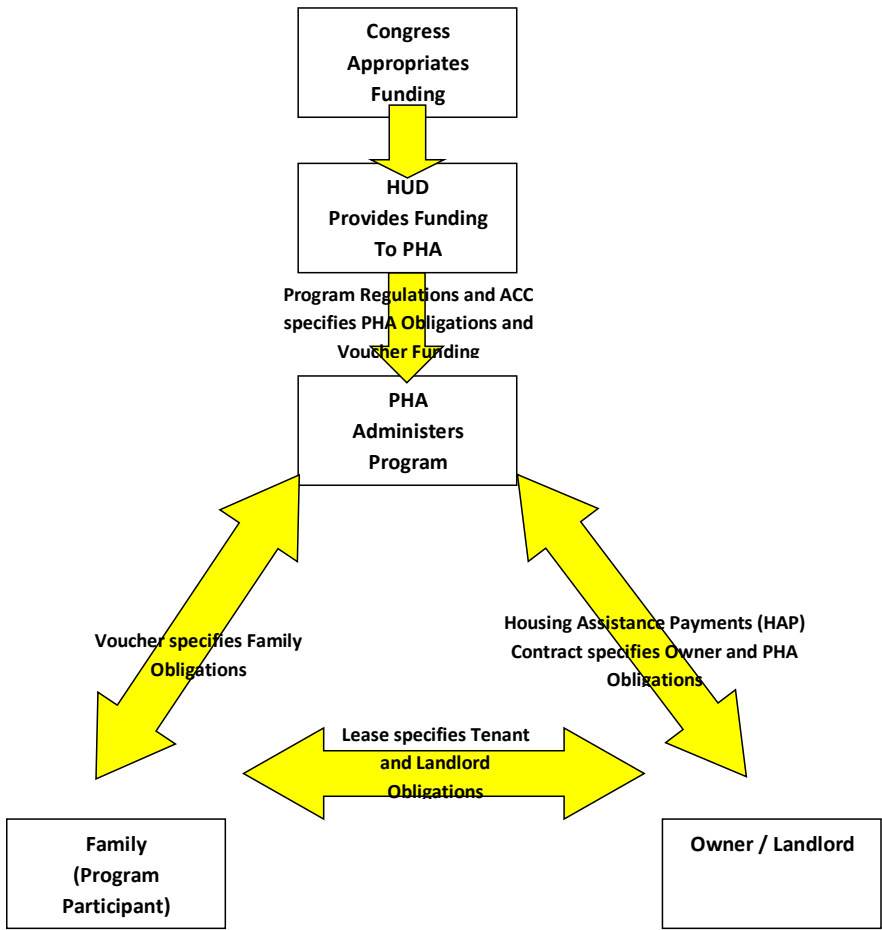 Congress
Appropriates
Funding
HUD
Provides Funding
To PHA
Program Regulations and ACC
specifies PHA Obligations and
Voucher Funding
PHA
Administers
Program
Voucher specifies Family
Obligations
Housing Assistance Payments (HAP)
Contract specifies Owner and PHA
Obligations
Lease specifies Tenant
and Landlord
Obligations
Family
(Program
Participant)
Owner / Landlord